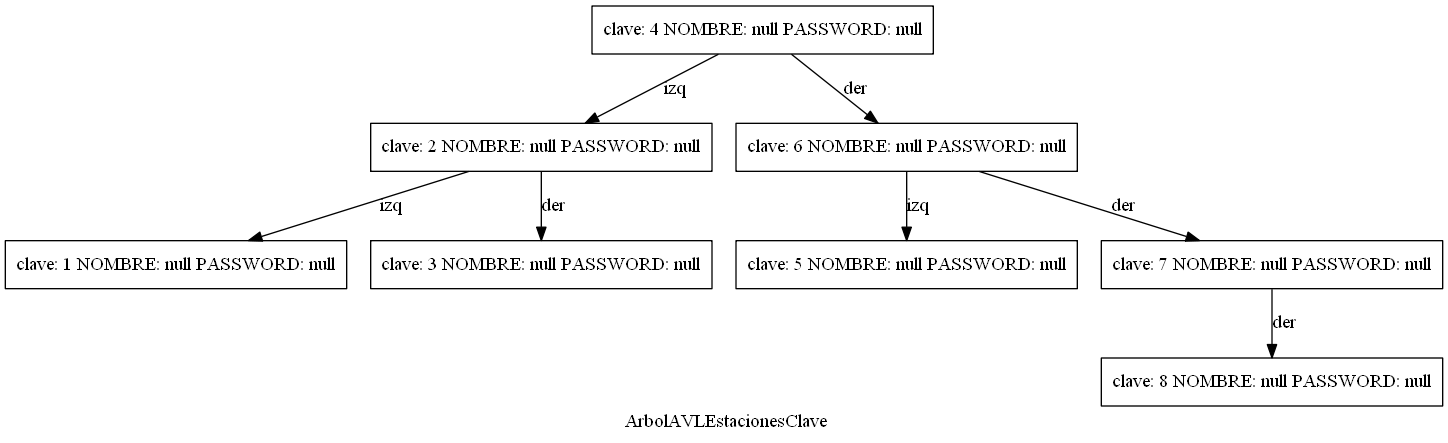 clave: 4 NOMBRE: null PASSWORD: null
izq
der
clave: 2 NOMBRE: null PASSWORD: null
clave: 6 NOMBRE: null PASSWORD: null
izq
der
izq
der
clave: 1 NOMBRE: null PASSWORD: null
clave: 3 NOMBRE: null PASSWORD: null
clave: 5 NOMBRE: null PASSWORD: null
clave: 7 NOMBRE: null PASSWORD: null
der
clave: 8 NOMBRE: null PASSWORD: null
ArbolAVLEstacionesClave